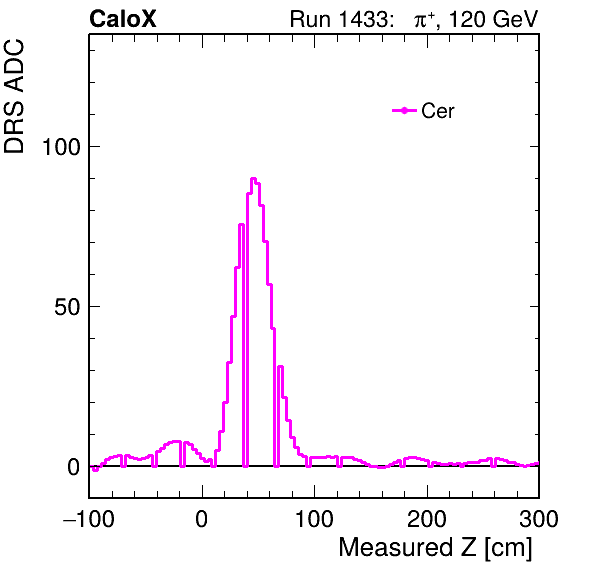 CaloX Run 1433: π⁺, 120 GeV
DRS ADC
Cer
100
50
0
−100 0 100 200 300
Measured Z [cm]